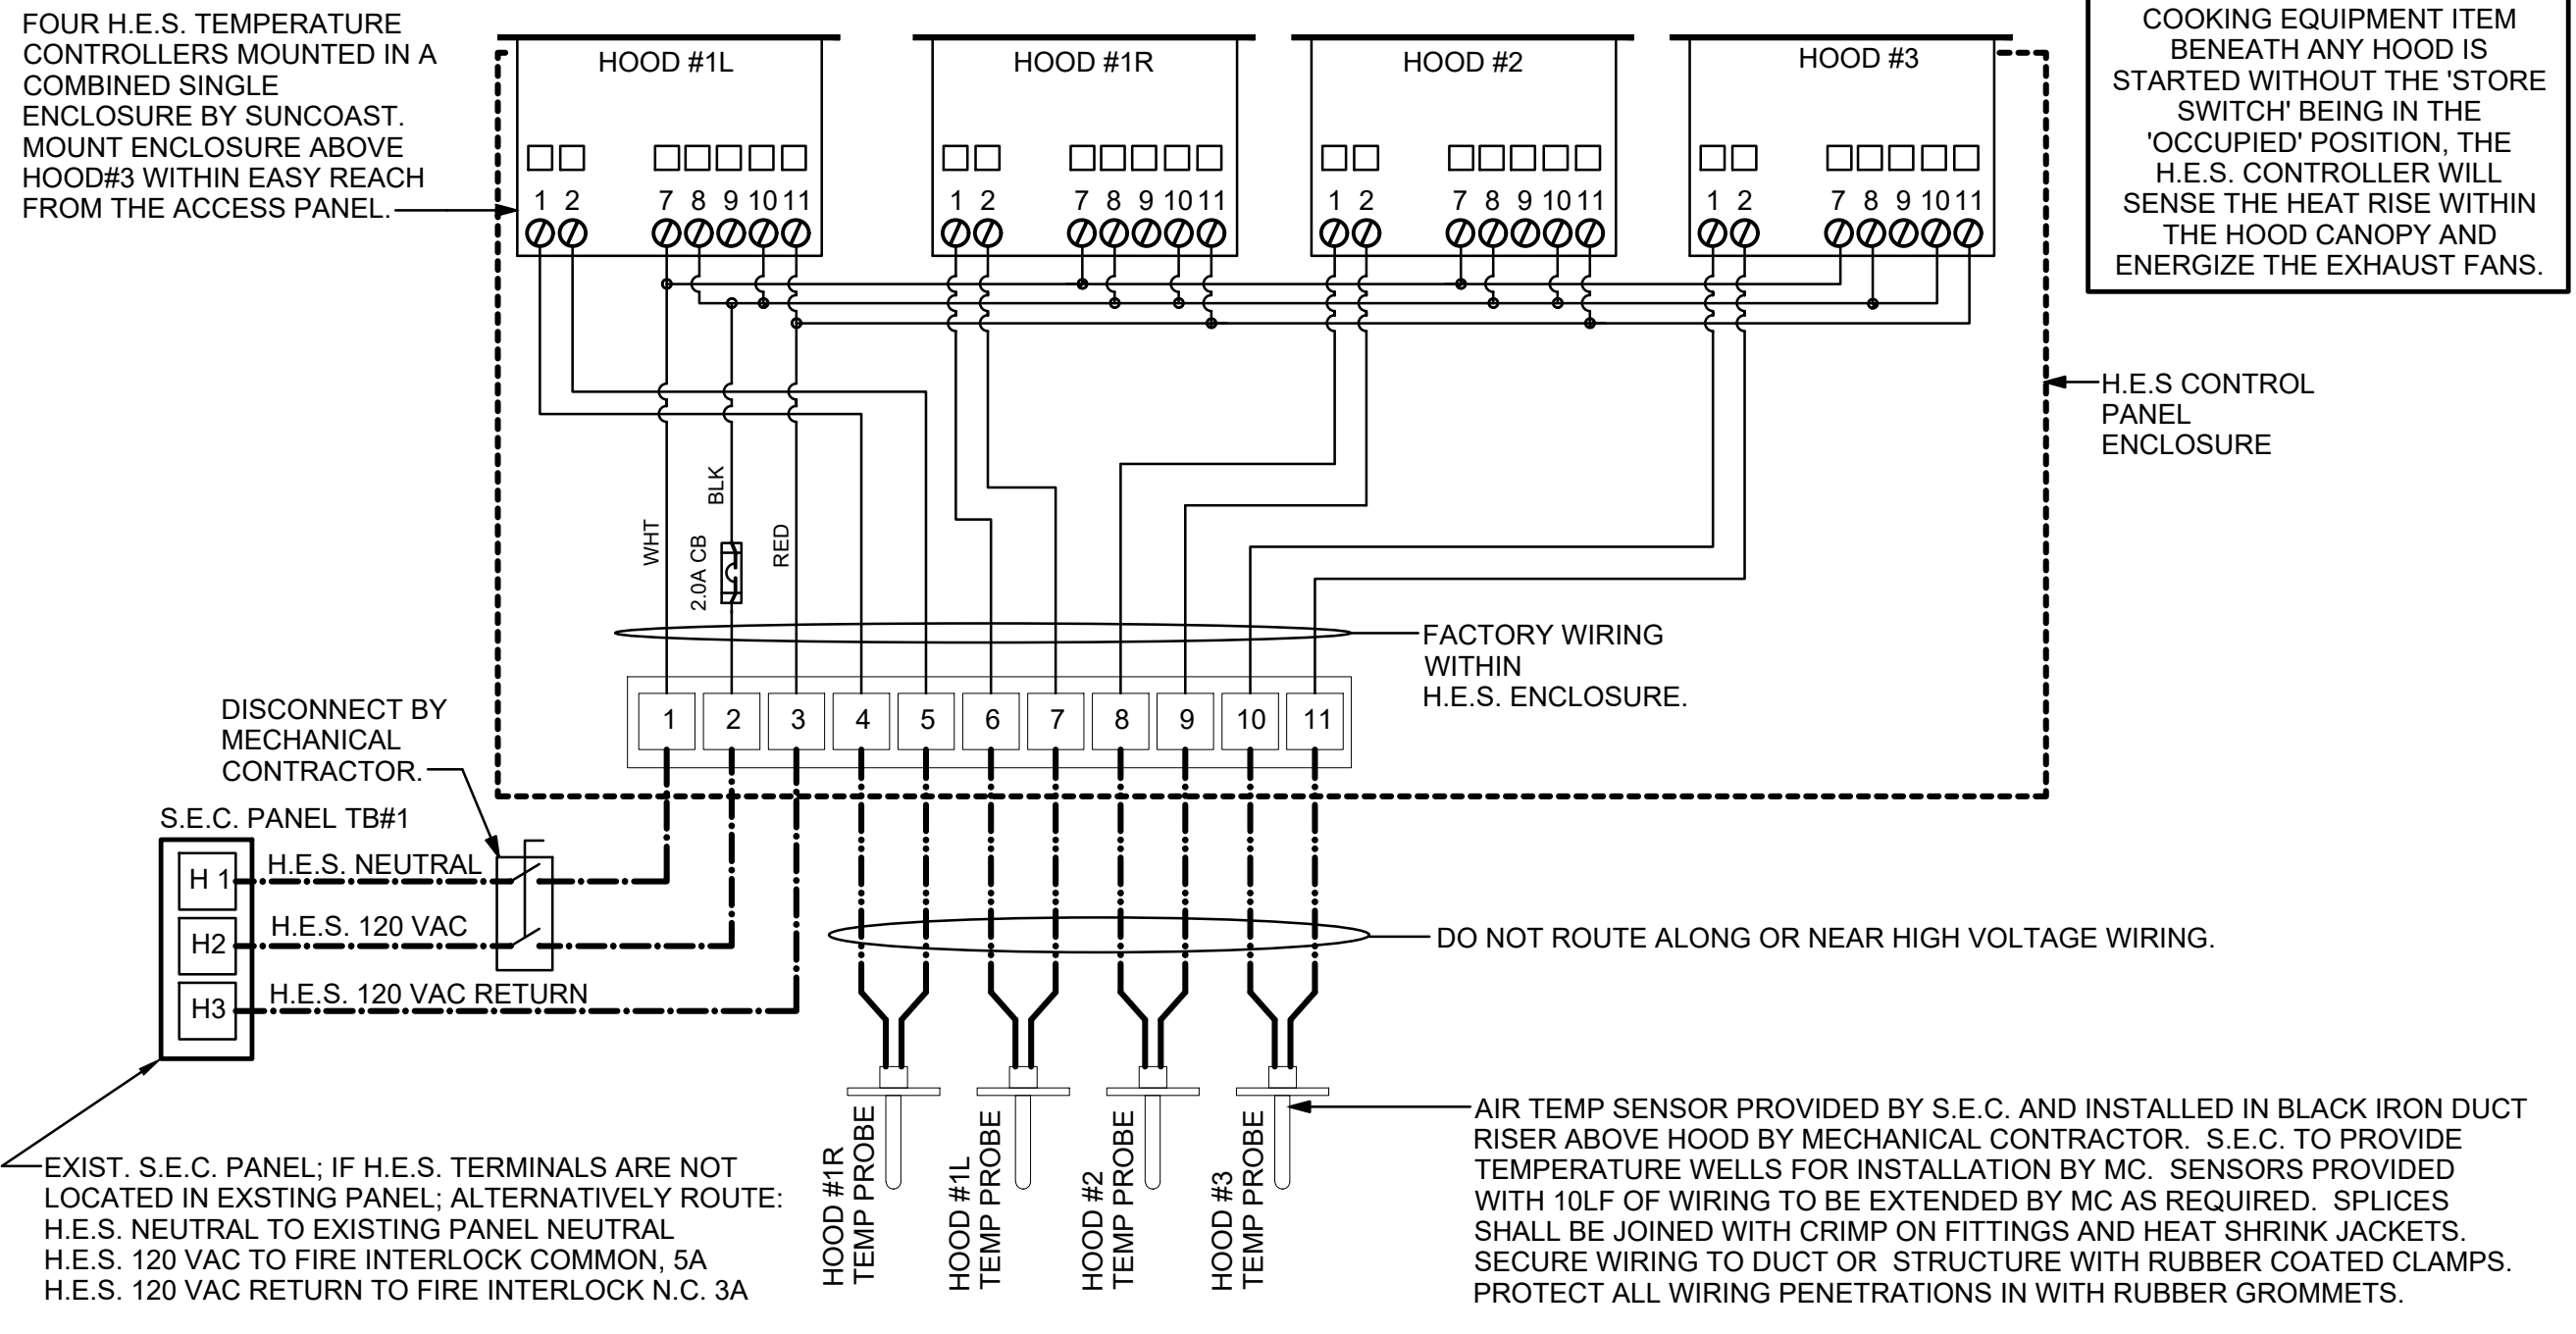 FOUR H.E.S. TEMPERATURE
CONTROLLERS MOUNTED IN A
COMBINED SINGLE
ENCLOSURE BY SUNCOAST.
MOUNT ENCLOSURE ABOVE
HOOD#3 WITHIN EASY REACH
FROM THE ACCESS PANEL.
HOOD #1L
1 2 7 8 9 10 11
HOOD #1R
1 2 7 8 9 10 11
HOOD #2
1 2 7 8 9 10 11
HOOD #3
1 2 7 8 9 10 11
COOKING EQUIPMENT ITEM
BENEATH ANY HOOD IS
STARTED WITHOUT THE 'STORE
SWITCH' BEING IN THE
'OCCUPIED' POSITION, THE
H.E.S. CONTROLLER WILL
SENSE THE HEAT RISE WITHIN
THE HOOD CANOPY AND
ENERGIZE THE EXHAUST FANS.
H.E.S CONTROL
PANEL
ENCLOSURE
WHT
BLK
2.0A CB
RED
FACTORY WIRING
WITHIN
H.E.S. ENCLOSURE.
1 2 3 4 5 6 7 8 9 10 11
DISCONNECT BY
MECHANICAL
CONTRACTOR.
S.E.C. PANEL TB#1
H 1
H.E.S. NEUTRAL
H2
H.E.S. 120 VAC
H3
H.E.S. 120 VAC RETURN
DO NOT ROUTE ALONG OR NEAR HIGH VOLTAGE WIRING.
HOOD #1R
TEMP PROBE
HOOD #1L
TEMP PROBE
HOOD #2
TEMP PROBE
HOOD #3
TEMP PROBE
AIR TEMP SENSOR PROVIDED BY S.E.C. AND INSTALLED IN BLACK IRON DUCT
RISER ABOVE HOOD BY MECHANICAL CONTRACTOR. S.E.C. TO PROVIDE
TEMPERATURE WELLS FOR INSTALLATION BY MC. SENSORS PROVIDED
WITH 10LF OF WIRING TO BE EXTENDED BY MC AS REQUIRED. SPLICES
SHALL BE JOINED WITH CRIMP ON FITTINGS AND HEAT SHRINK JACKETS.
SECURE WIRING TO DUCT OR STRUCTURE WITH RUBBER COATED CLAMPS.
PROTECT ALL WIRING PENETRATIONS IN WITH RUBBER GROMMETS.
EXIST. S.E.C. PANEL; IF H.E.S. TERMINALS ARE NOT
LOCATED IN EXSTING PANEL; ALTERNATIVELY ROUTE:
H.E.S. NEUTRAL TO EXISTING PANEL NEUTRAL
H.E.S. 120 VAC TO FIRE INTERLOCK COMMON, 5A
H.E.S. 120 VAC RETURN TO FIRE INTERLOCK N.C. 3A